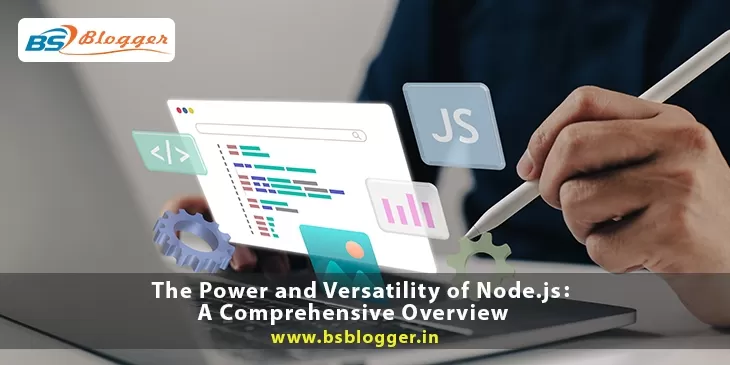 BS Blogger
</>
JS
The Power and Versatility of Node.js:
A Comprehensive Overview
www.bsblogger.in